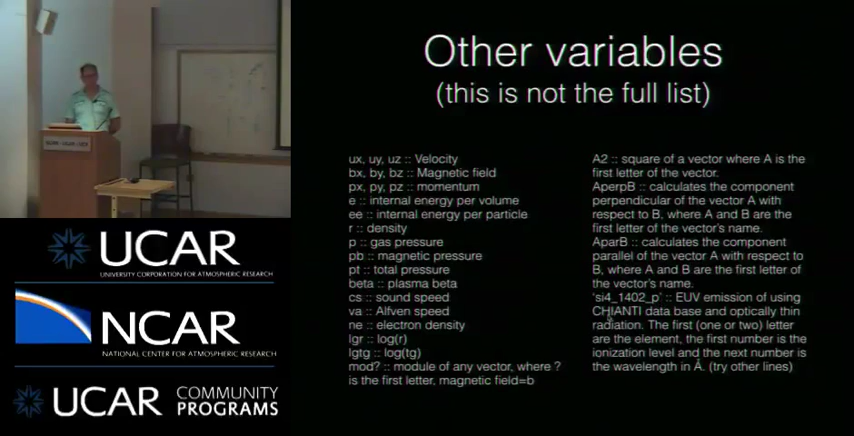 Other variables
(this is not the full list)
ux, uy, uz :: Velocity
bx, by, bz :: Magnetic field
px, py, pz :: momentum
e :: internal energy per volume
ee :: internal energy per particle
r :: density
p :: gas pressure
pb :: magnetic pressure
pt :: total pressure
beta :: plasma beta
cs :: sound speed
va :: Alfven speed
ne :: electron density
lgr :: log(r)
lgtg :: log(tg)
mod? :: module of any vector, where ?
is the first letter, magnetic field=b
A2 :: square of a vector where A is the
first letter of the vector.
AperpB :: calculates the component
perpendicular of the vector A with
respect to B, where A and B are the
first letter of the vector's name.
AparB :: calculates the component
parallel of the vector A with respect to
B, where A and B are the first letter of
the vector's name.
'si4_1402_p' :: EUV emission of using
CHIANTI data base and optically thin
radiation. The first (one or two) letter
are the element, the first number is the
ionization level and the next number is
the wavelength in Å. (try other lines)
UCAR
UNIVERSITY CORPORATION FOR ATMOSPHERIC RESEARCH
NCAR
NATIONAL CENTER FOR ATMOSPHERIC RESEARCH
UCAR COMMUNITY
PROGRAMS